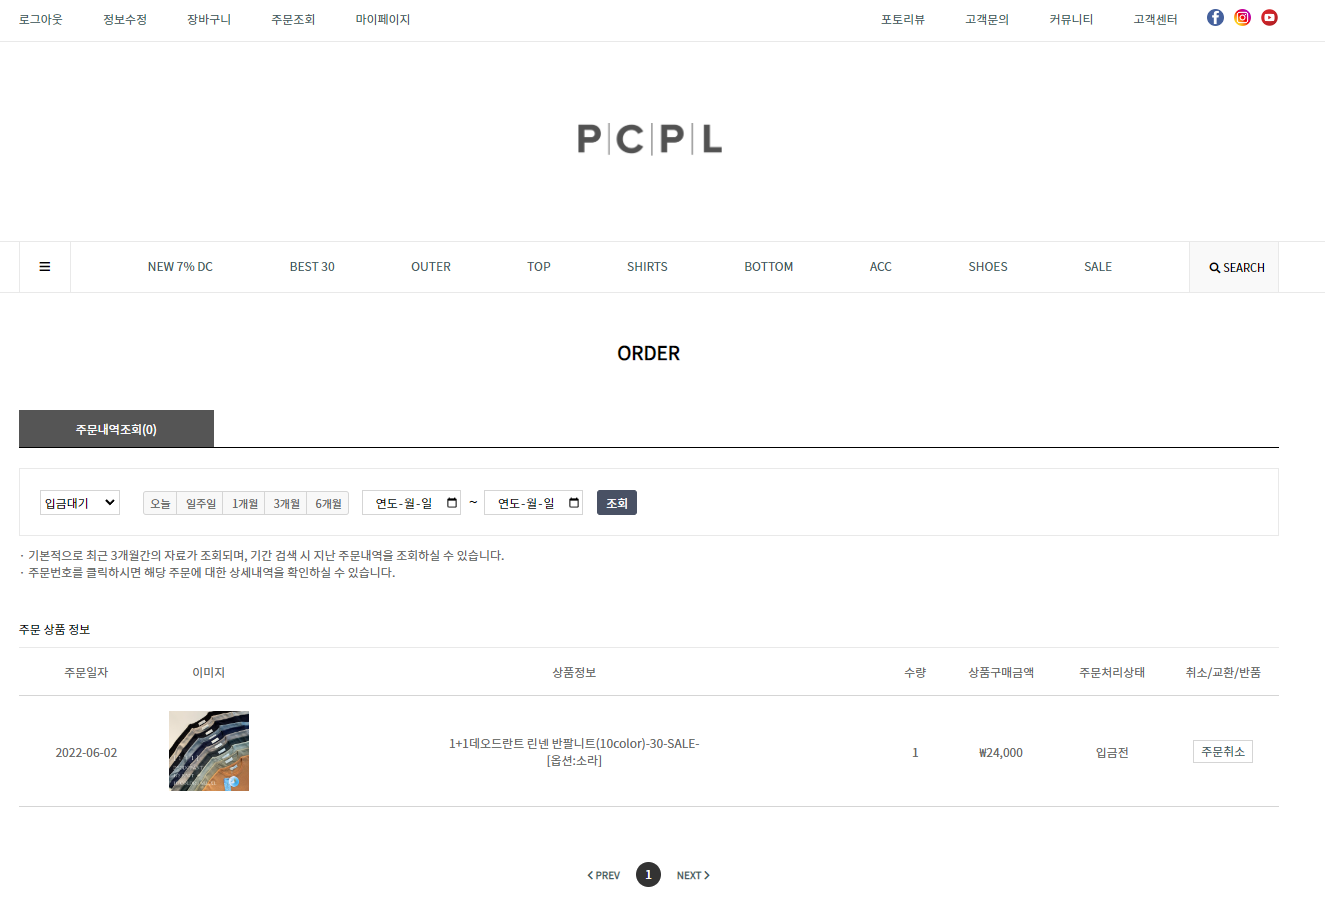 로그아웃 정보수정 장바구니 주문조회 마이페이지 포토리뷰 고객문의 커뮤니티 고객센터
P|C|P|L
NEW 7% DC BEST 30 OUTER TOP SHIRTS BOTTOM ACC SHOES SALE SEARCH
ORDER
주문내역조회(0)
입금대기 오늘 일주일 1개월 3개월 6개월 연도-월-일 ~ 연도-월-일 조회
· 기본적으로 최근 3개월간의 자료가 조회되며, 기간 검색 시 지난 주문내역을 조회하실 수 있습니다.
· 주문번호를 클릭하시면 해당 주문에 대한 상세내역을 확인하실 수 있습니다.
주문 상품 정보
주문일자 이미지 상품정보 수량 상품구매금액 주문처리상태 취소/교환/반품
2022-06-02 1+1데오드란트 린넨 반팔니트(10color)-30-SALE- 1 ₩24,000 입금전 주문취소
[옵션:소라]
PREV 1 NEXT